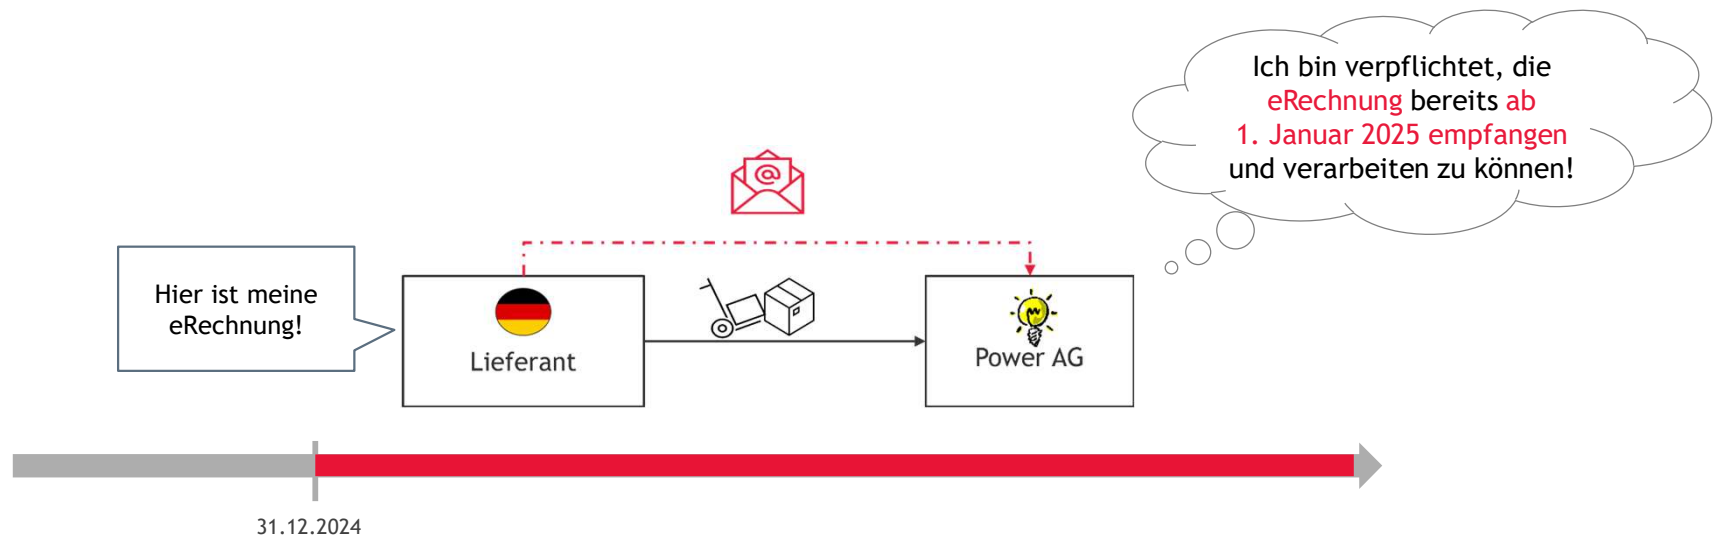 Ich bin verpflichtet, die
eRechnung bereits ab
1. Januar 2025 empfangen
und verarbeiten zu können!
@
Hier ist meine
eRechnung!
Lieferant
Power AG
31.12.2024